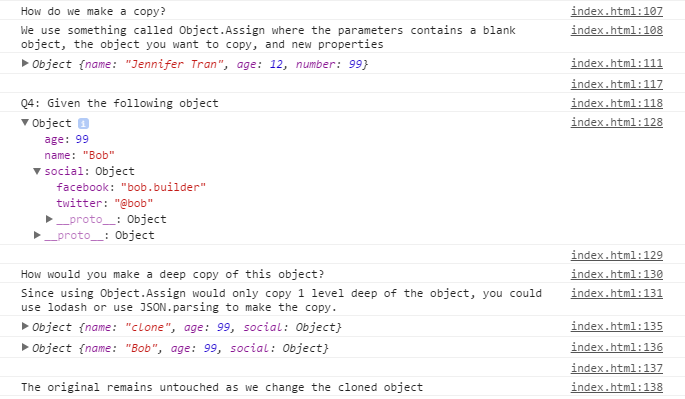 How do we make a copy? index.html:107
We use something called Object.Assign where the parameters contains a blank index.html:108
object, the object you want to copy, and new properties
Object {name: "Jennifer Tran", age: 12, number: 99} index.html:111
index.html:117
Q4: Given the following object index.html:118
Object i index.html:128
age: 99
name: "Bob"
social: Object
facebook: "bob.builder"
twitter: "@bob"
__proto__: Object
__proto__: Object
index.html:129
How would you make a deep copy of this object? index.html:130
Since using Object.Assign would only copy 1 level deep of the object, you could index.html:131
use lodash or use JSON.parsing to make the copy.
Object {name: "clone", age: 99, social: Object} index.html:135
Object {name: "Bob", age: 99, social: Object} index.html:136
index.html:137
The original remains untouched as we change the cloned object index.html:138